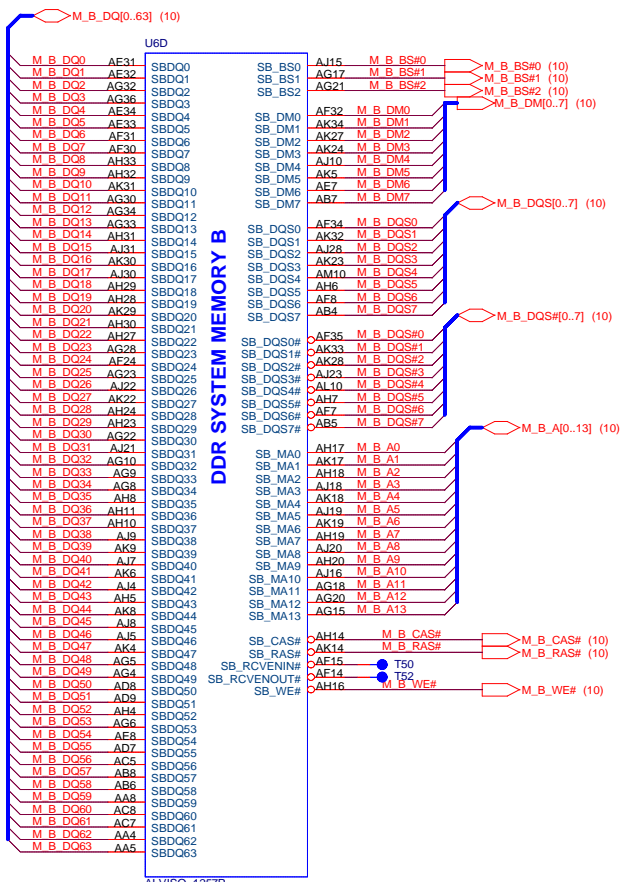 M_B_DQ[0..63] (10)
U6D
DDR SYSTEM MEMORY B
M_B_DQ0 AE31 SBDQ0
M_B_DQ1 AE32 SBDQ1
M_B_DQ2 AG32 SBDQ2
M_B_DQ3 AG36 SBDQ3
M_B_DQ4 AE34 SBDQ4
M_B_DQ5 AE33 SBDQ5
M_B_DQ6 AF31 SBDQ6
M_B_DQ7 AF30 SBDQ7
M_B_DQ8 AH33 SBDQ8
M_B_DQ9 AH32 SBDQ9
M_B_DQ10 AK31 SBDQ10
M_B_DQ11 AG30 SBDQ11
M_B_DQ12 AG34 SBDQ12
M_B_DQ13 AG33 SBDQ13
M_B_DQ14 AH31 SBDQ14
M_B_DQ15 AJ31 SBDQ15
M_B_DQ16 AK30 SBDQ16
M_B_DQ17 AJ30 SBDQ17
M_B_DQ18 AH29 SBDQ18
M_B_DQ19 AH28 SBDQ19
M_B_DQ20 AK29 SBDQ20
M_B_DQ21 AH30 SBDQ21
M_B_DQ22 AH27 SBDQ22
M_B_DQ23 AG28 SBDQ23
M_B_DQ24 AF24 SBDQ24
M_B_DQ25 AG23 SBDQ25
M_B_DQ26 AJ22 SBDQ26
M_B_DQ27 AK22 SBDQ27
M_B_DQ28 AH24 SBDQ28
M_B_DQ29 AH23 SBDQ29
M_B_DQ30 AG22 SBDQ30
M_B_DQ31 AJ21 SBDQ31
M_B_DQ32 AG10 SBDQ32
M_B_DQ33 AG9 SBDQ33
M_B_DQ34 AG8 SBDQ34
M_B_DQ35 AH8 SBDQ35
M_B_DQ36 AH11 SBDQ36
M_B_DQ37 AH10 SBDQ37
M_B_DQ38 AJ9 SBDQ38
M_B_DQ39 AK9 SBDQ39
M_B_DQ40 AJ7 SBDQ40
M_B_DQ41 AK6 SBDQ41
M_B_DQ42 AJ4 SBDQ42
M_B_DQ43 AH5 SBDQ43
M_B_DQ44 AK8 SBDQ44
M_B_DQ45 AJ8 SBDQ45
M_B_DQ46 AJ5 SBDQ46
M_B_DQ47 AK4 SBDQ47
M_B_DQ48 AG5 SBDQ48
M_B_DQ49 AG4 SBDQ49
M_B_DQ50 AD8 SBDQ50
M_B_DQ51 AD9 SBDQ51
M_B_DQ52 AH4 SBDQ52
M_B_DQ53 AG6 SBDQ53
M_B_DQ54 AE8 SBDQ54
M_B_DQ55 AD7 SBDQ55
M_B_DQ56 AC5 SBDQ56
M_B_DQ57 AB8 SBDQ57
M_B_DQ58 AB6 SBDQ58
M_B_DQ59 AA8 SBDQ59
M_B_DQ60 AC8 SBDQ60
M_B_DQ61 AC7 SBDQ61
M_B_DQ62 AA4 SBDQ62
M_B_DQ63 AA5 SBDQ63
SB_BS0 AJ15 M_B_BS#0 M_B_BS#0 (10)
SB_BS1 AG17 M_B_BS#1 M_B_BS#1 (10)
SB_BS2 AG21 M_B_BS#2 M_B_BS#2 (10)
M_B_DM[0..7] (10)
SB_DM0 AF32 M_B_DM0
SB_DM1 AK34 M_B_DM1
SB_DM2 AK27 M_B_DM2
SB_DM3 AK24 M_B_DM3
SB_DM4 AJ10 M_B_DM4
SB_DM5 AK5 M_B_DM5
SB_DM6 AE7 M_B_DM6
SB_DM7 AB7 M_B_DM7
M_B_DQS[0..7] (10)
SB_DQS0 AF34 M_B_DQS0
SB_DQS1 AK32 M_B_DQS1
SB_DQS2 AJ28 M_B_DQS2
SB_DQS3 AK23 M_B_DQS3
SB_DQS4 AM10 M_B_DQS4
SB_DQS5 AH6 M_B_DQS5
SB_DQS6 AF8 M_B_DQS6
SB_DQS7 AB4 M_B_DQS7
M_B_DQS#[0..7] (10)
SB_DQS0# AF35 M_B_DQS#0
SB_DQS1# AK33 M_B_DQS#1
SB_DQS2# AK28 M_B_DQS#2
SB_DQS3# AJ23 M_B_DQS#3
SB_DQS4# AL10 M_B_DQS#4
SB_DQS5# AH7 M_B_DQS#5
SB_DQS6# AF7 M_B_DQS#6
SB_DQS7# AB5 M_B_DQS#7
M_B_A[0..13] (10)
SB_MA0 AH17 M_B_A0
SB_MA1 AK17 M_B_A1
SB_MA2 AH18 M_B_A2
SB_MA3 AJ18 M_B_A3
SB_MA4 AK18 M_B_A4
SB_MA5 AJ19 M_B_A5
SB_MA6 AK19 M_B_A6
SB_MA7 AH19 M_B_A7
SB_MA8 AJ20 M_B_A8
SB_MA9 AH20 M_B_A9
SB_MA10 AJ16 M_B_A10
SB_MA11 AG18 M_B_A11
SB_MA12 AG20 M_B_A12
SB_MA13 AG15 M_B_A13
SB_CAS# AH14 M_B_CAS# M_B_CAS# (10)
SB_RAS# AK14 M_B_RAS# M_B_RAS# (10)
SB_RCVENIN# AF15 T50
SB_RCVENOUT# AF14 T52
SB_WE# AH16 M_B_WE# M_B_WE# (10)